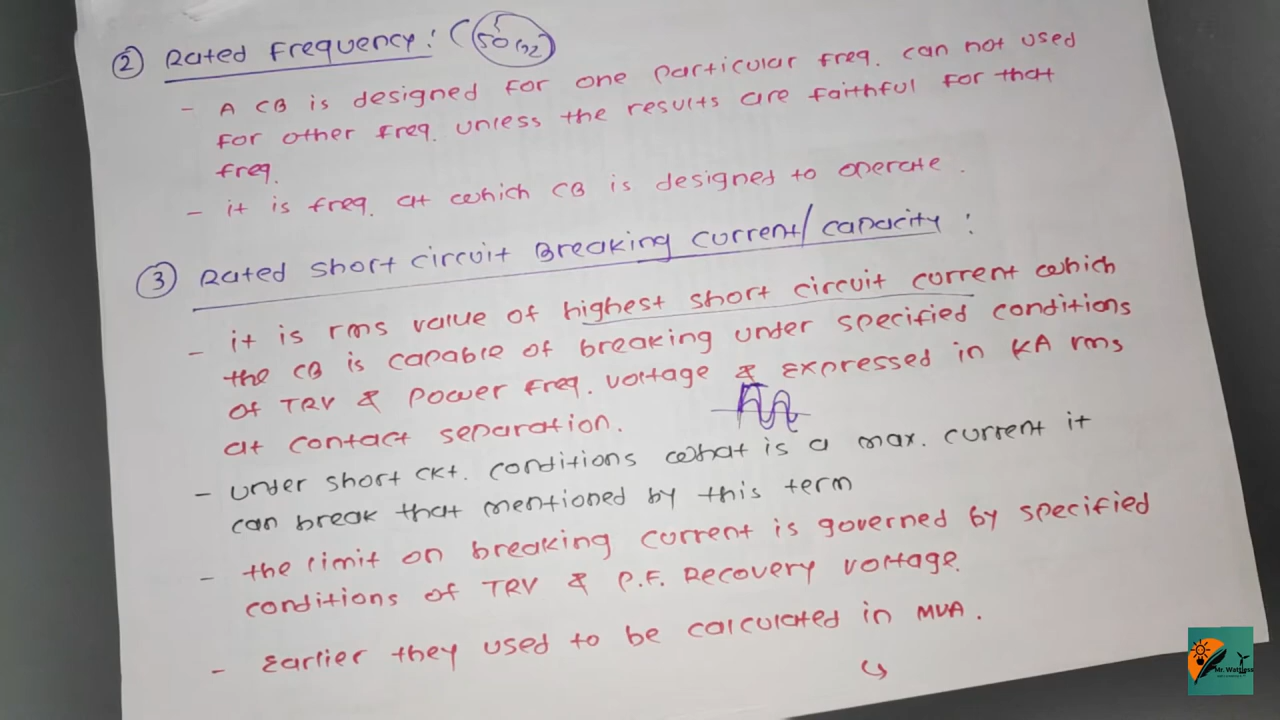 ② Rated Frequency: (50Hz)
- A CB is designed for one particular freq. can not used
for other freq. unless the results are faithful for that
freq.
- it is freq. at which CB is designed to operate.
③ Rated short circuit Breaking current/capacity:
- it is rms value of highest short circuit current which
the CB is capable of breaking under specified conditions
of TRV & Power freq. voltage & Expressed in KA rms
at contact separation.
- under short ckt. conditions what is a max. current it
can break that mentioned by this term
- the limit on breaking current is governed by specified
conditions of TRV & P.F. Recovery voltage.
- Earlier they used to be calculated in MVA.
Mr. Wattless